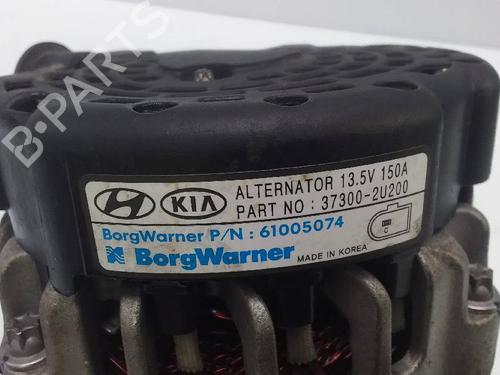 B-PARTS
KIA ALTERNATOR 13.5V 150A
PART NO : 37300-2U200
BorgWarner P/N : 61005074
BorgWarner MADE IN KOREA
C